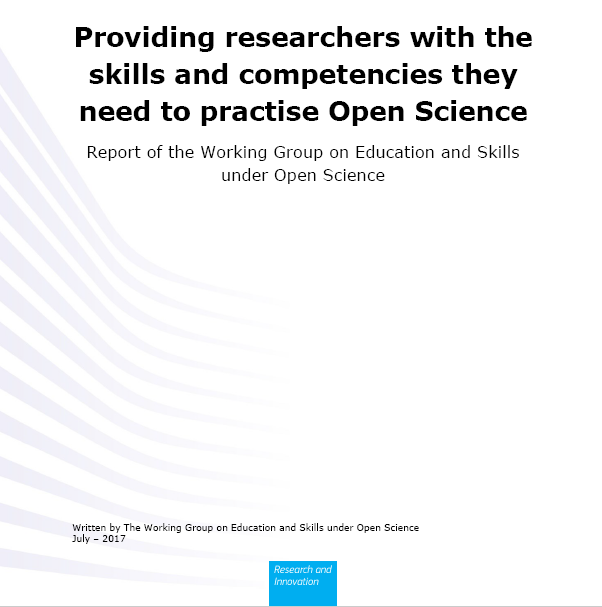 Providing researchers with the
skills and competencies they
need to practise Open Science
Report of the Working Group on Education and Skills
under Open Science
Written by The Working Group on Education and Skills under Open Science
July – 2017
Research and
Innovation